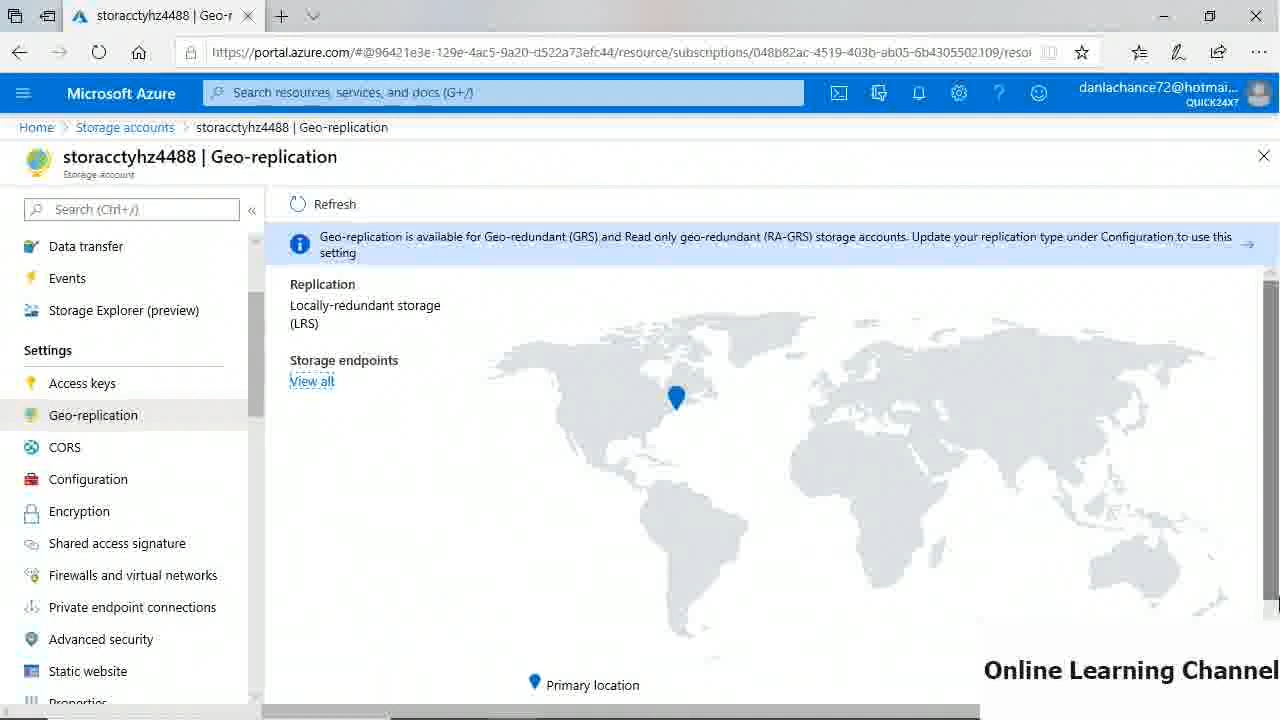 storacctyhz4488 | Geo-r
https://portal.azure.com/#@96421e3e-129e-4ac5-9a20-d522a73efc44/resource/subscriptions/048b82ac-4519-403b-ab05-6b4305502109/resou
Microsoft Azure
Search resources, services, and docs (G+/)
danlachance72@hotmai...
QUICK24X7
Home > Storage accounts > storacctyhz4488 | Geo-replication
storacctyhz4488 | Geo-replication
Storage account
Search (Ctrl+/)
Refresh
Geo-replication is available for Geo-redundant (GRS) and Read only geo-redundant (RA-GRS) storage accounts. Update your replication type under Configuration to use this
setting
Data transfer
Events
Storage Explorer (preview)
Settings
Access keys
Geo-replication
CORS
Configuration
Encryption
Shared access signature
Firewalls and virtual networks
Private endpoint connections
Advanced security
Static website
Properties
Replication
Locally-redundant storage
(LRS)
Storage endpoints
View all
Primary location
Online Learning Channel